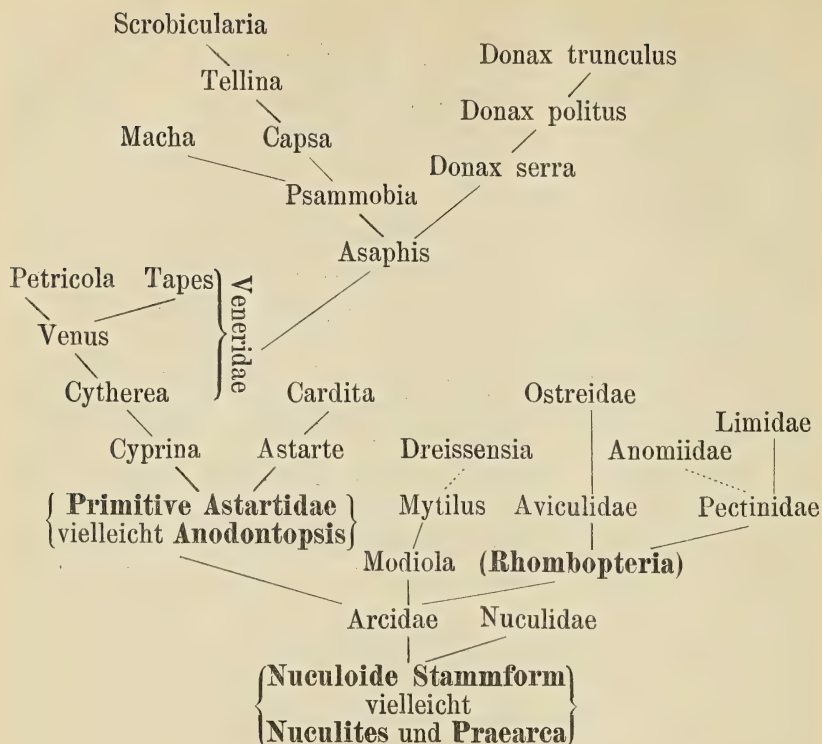 Scrobicularia
Donax trunculus
Tellina
Donax politus
Macha Capsa
Donax serra
Psammobia
Asaphis
Petricola Tapes
Veneridae
Venus
Cytherea Cardita Ostreidae
Limidae
Cyprina Astarte Dreissensia Anomiidae
Primitive Astartidae Mytilus Aviculidae Pectinidae
vielleicht Anodontopsis
Modiola (Rhombopteria)
Arcidae Nuculidae
Nuculoide Stammform
vielleicht
Nuculites und Praearca